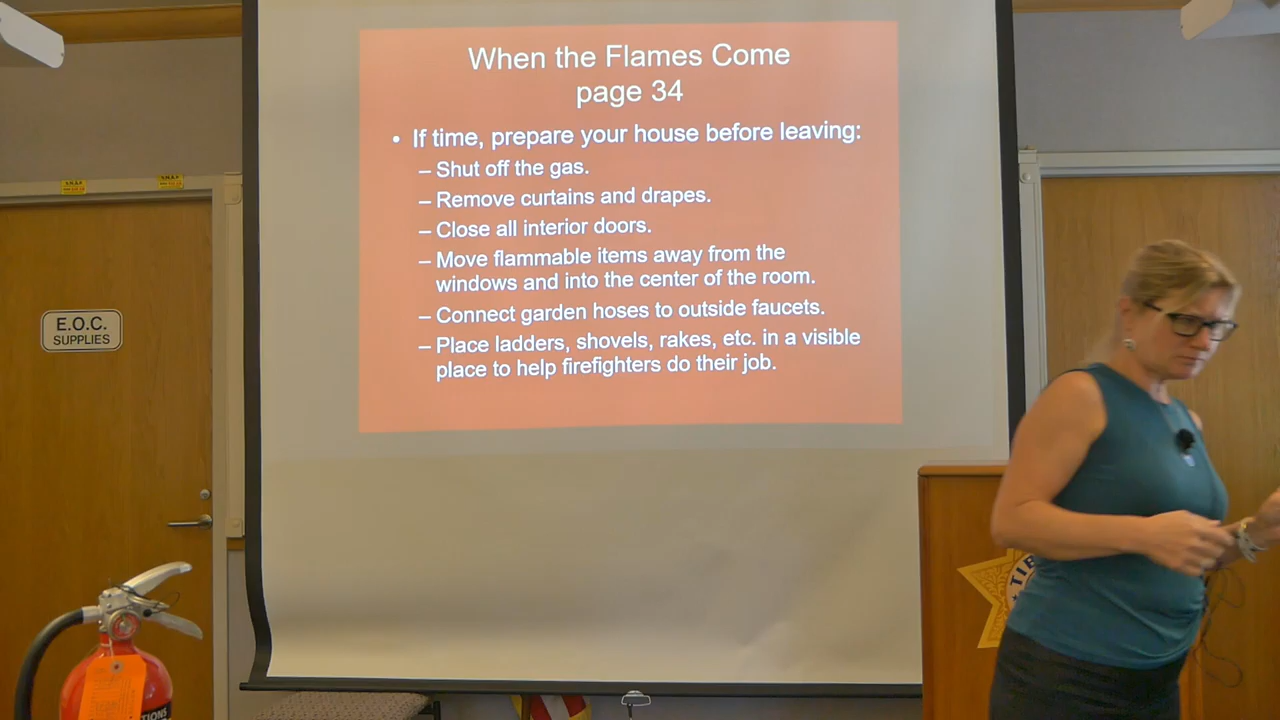 When the Flames Come
page 34
• If time, prepare your house before leaving:
– Shut off the gas.
– Remove curtains and drapes.
– Close all interior doors.
– Move flammable items away from the
windows and into the center of the room.
– Connect garden hoses to outside faucets.
– Place ladders, shovels, rakes, etc. in a visible
place to help firefighters do their job.
E.O.C.
SUPPLIES
TIB